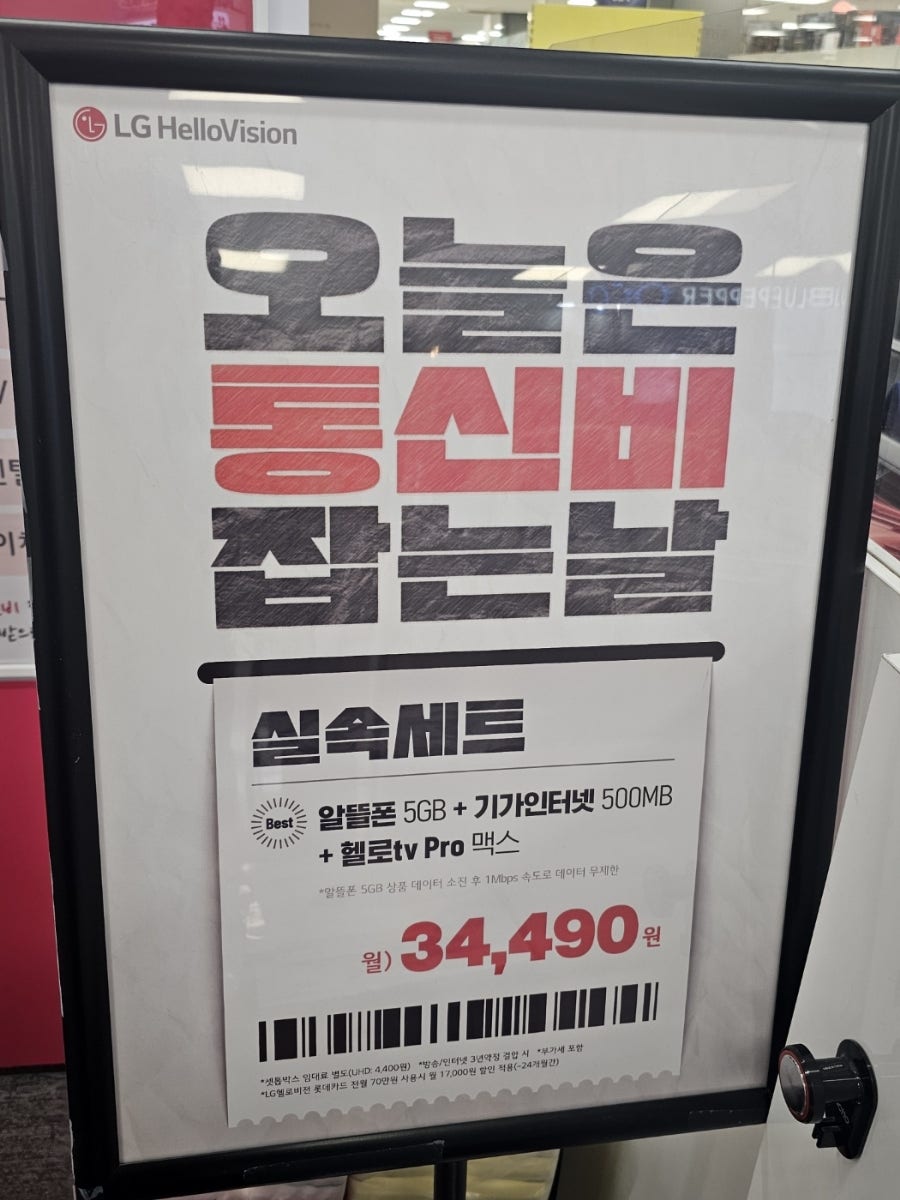 LG HelloVision
오늘은
통신비
잡는날
실속세트
Best
알뜰폰 5GB + 기가인터넷 500MB
+ 헬로tv Pro 맥스
*알뜰폰 5GB 상품 데이터 소진 후 1Mbps 속도로 데이터 무제한
월) 34,490원
*셋톱박스 임대료 별도(UHD: 4,400원) *방송/인터넷 3년약정 결합 시 *부가세 포함
*LG헬로비전 롯데카드 전월 70만원 사용시 월 17,000원 할인 적용(~24개월간)
BLUEPEPPER